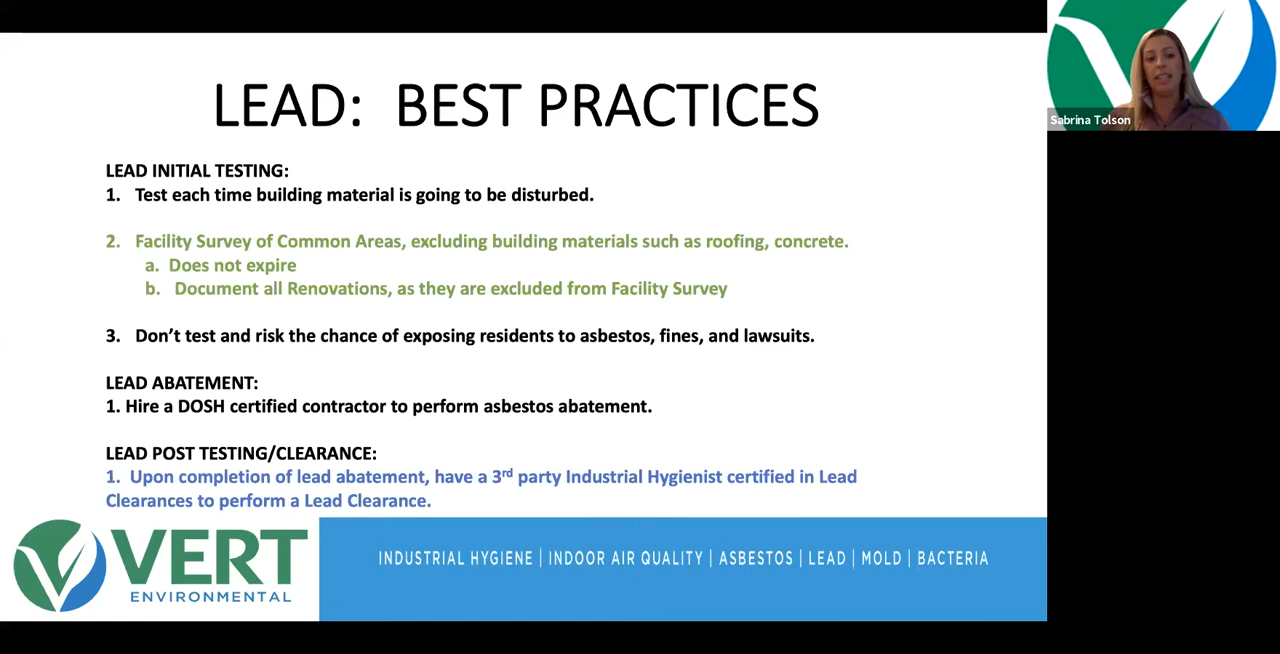 LEAD: BEST PRACTICES
Sabrina Tolson
LEAD INITIAL TESTING:
1. Test each time building material is going to be disturbed.
2. Facility Survey of Common Areas, excluding building materials such as roofing, concrete.
a. Does not expire
b. Document all Renovations, as they are excluded from Facility Survey
3. Don’t test and risk the chance of exposing residents to asbestos, fines, and lawsuits.
LEAD ABATEMENT:
1. Hire a DOSH certified contractor to perform asbestos abatement.
LEAD POST TESTING/CLEARANCE:
1. Upon completion of lead abatement, have a 3rd party Industrial Hygienist certified in Lead
Clearances to perform a Lead Clearance.
VERT
ENVIRONMENTAL
INDUSTRIAL HYGIENE | INDOOR AIR QUALITY | ASBESTOS | LEAD | MOLD | BACTERIA